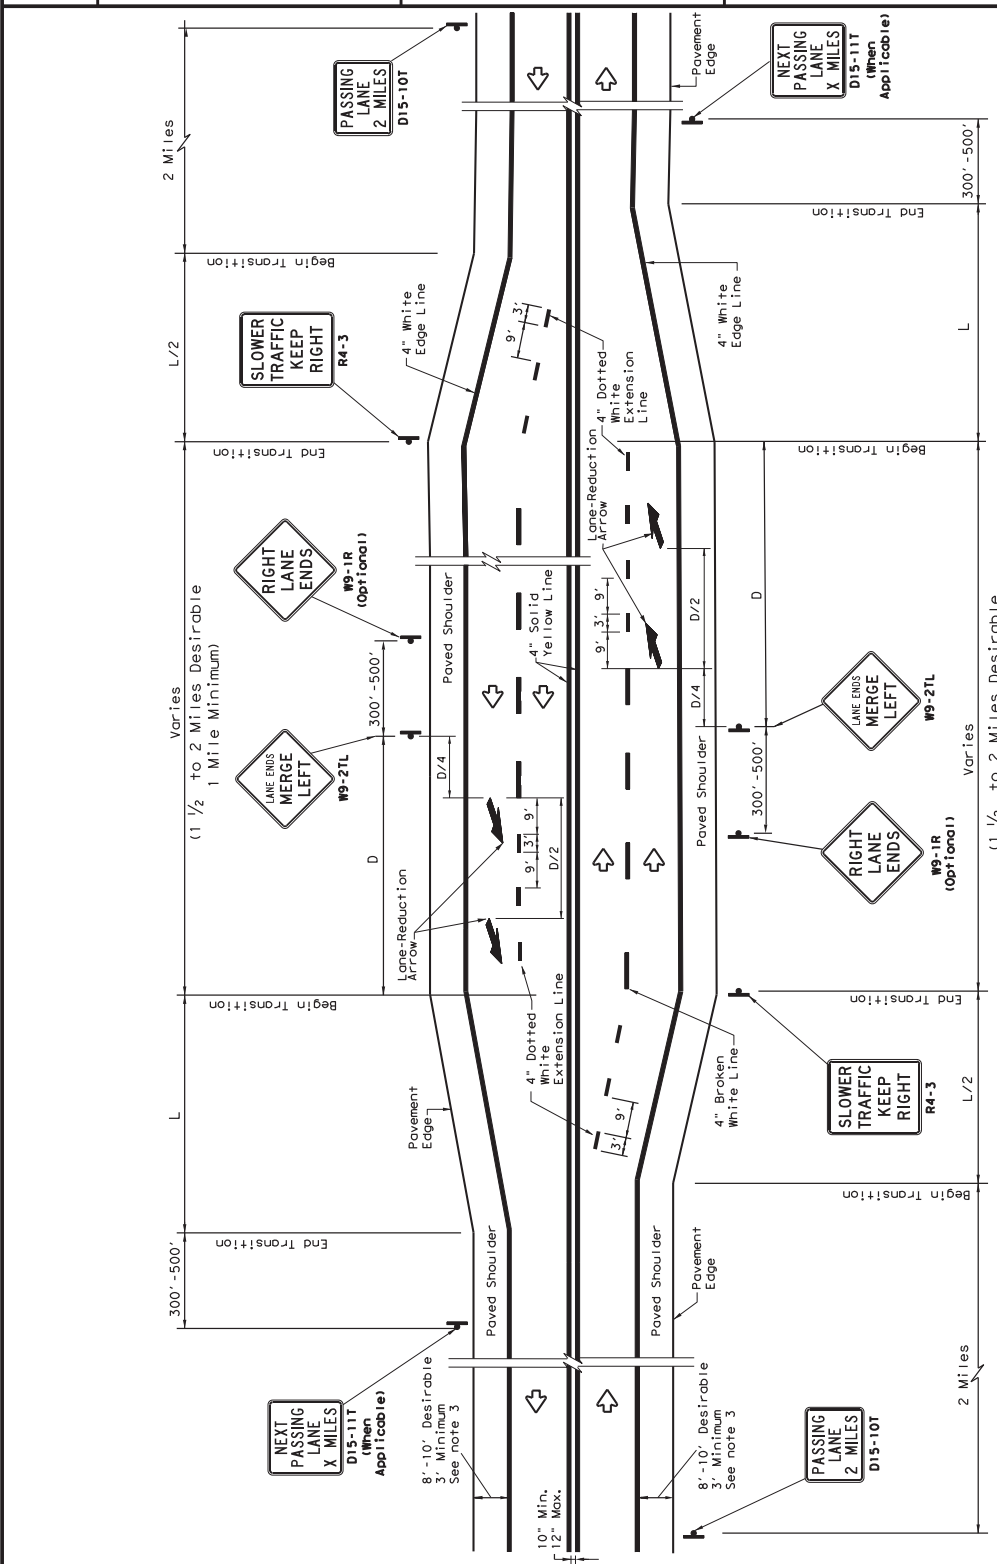 2 Miles
PASSING
LANE
2 MILES
D15-10T
Begin Transition
L/2
SLOWER
TRAFFIC
KEEP
RIGHT
R4-3
4" White
Edge Line
9'
3'
4" Dotted
White
Extension
Line
End Transition
RIGHT
LANE
ENDS
W9-1R
(Optional)
Varies
(1 ½ to 2 Miles Desirable
1 Mile Minimum)
300'-500'
Paved Shoulder
4" Solid
Yellow Line
LANE ENDS
MERGE
LEFT
W9-2TL
D/4
D
9'
3'
9'
D/2
Lane-Reduction
Arrow
Begin Transition
4" Dotted
White
Extension Line
L
Pavement
Edge
End Transition
300'-500'
Paved Shoulder
NEXT
PASSING
LANE
X MILES
D15-11T
(When
Applicable)
8'-10' Desirable
3' Minimum
See note 3
10" Min.
12" Max.
Pavement
Edge
NEXT
PASSING
LANE
X MILES
D15-11T
(When
Applicable)
300'-500'
End Transition
4" White
Edge Line
L
Lane-Reduction
Arrow
Begin Transition
9'
3'
9'
D/2
D
D/4
LANE ENDS
MERGE
LEFT
W9-2TL
Paved Shoulder
300'-500'
Varies
(1 ½ to 2 Miles Desirable
RIGHT
LANE
ENDS
W9-1R
(Optional)
End Transition
4" Broken
White Line
SLOWER
TRAFFIC
KEEP
RIGHT
R4-3
L/2
9'
3'
Begin Transition
Paved Shoulder
Pavement
Edge
2 Miles
8'-10' Desirable
3' Minimum
See note 3
PASSING
LANE
2 MILES
D15-10T